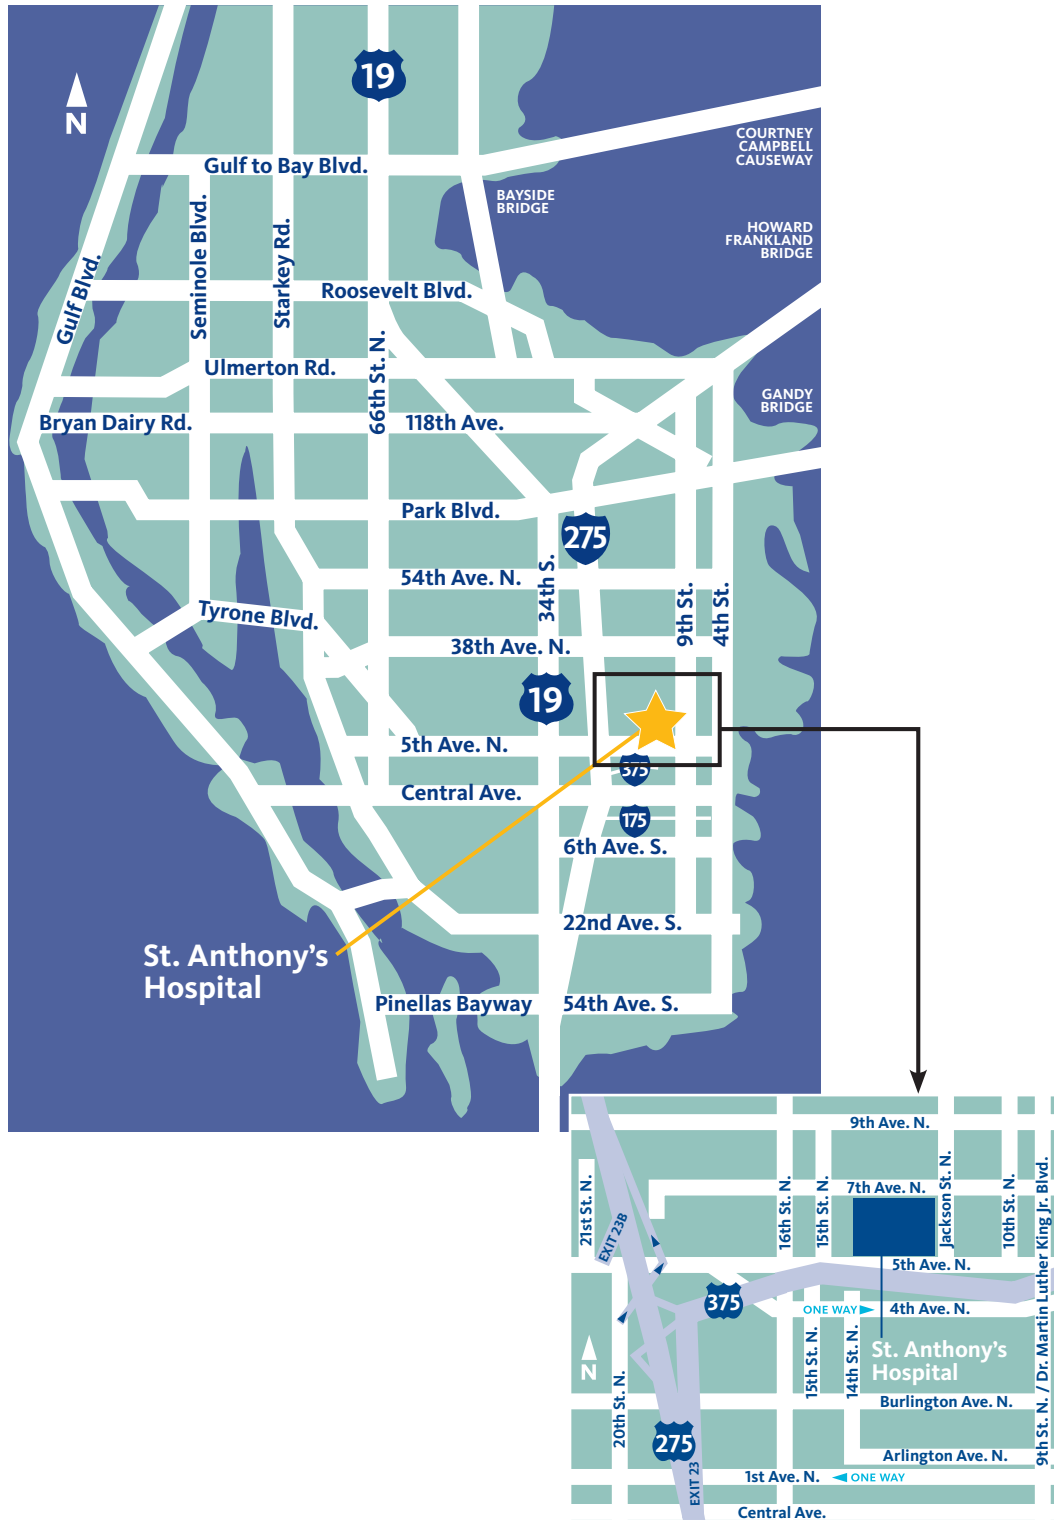 19
N
COURTNEY
CAMPBELL
CAUSEWAY
Gulf to Bay Blvd.
BAYSIDE
BRIDGE
HOWARD
FRANKLAND
BRIDGE
Gulf Blvd.
Seminole Blvd.
Starkey Rd.
Roosevelt Blvd.
66th St. N.
Ulmerton Rd.
GANDY
BRIDGE
Bryan Dairy Rd.
118th Ave.
Park Blvd.
275
54th Ave. N.
34th S.
9th St.
4th St.
Tyrone Blvd.
38th Ave. N.
19
5th Ave. N.
375
Central Ave.
175
6th Ave. S.
22nd Ave. S.
St. Anthony's
Hospital
Pinellas Bayway
54th Ave. S.
9th Ave. N.
21st St. N.
EXIT 23B
16th St. N.
15th St. N.
7th Ave. N.
Jackson St. N.
10th St. N.
9th St. N. / Dr. Martin Luther King Jr. Blvd.
5th Ave. N.
375
ONE WAY
4th Ave. N.
N
15th St. N.
14th St. N.
St. Anthony's
Hospital
20th St. N.
Burlington Ave. N.
275
Arlington Ave. N.
EXIT 23
1st Ave. N.
ONE WAY
Central Ave.